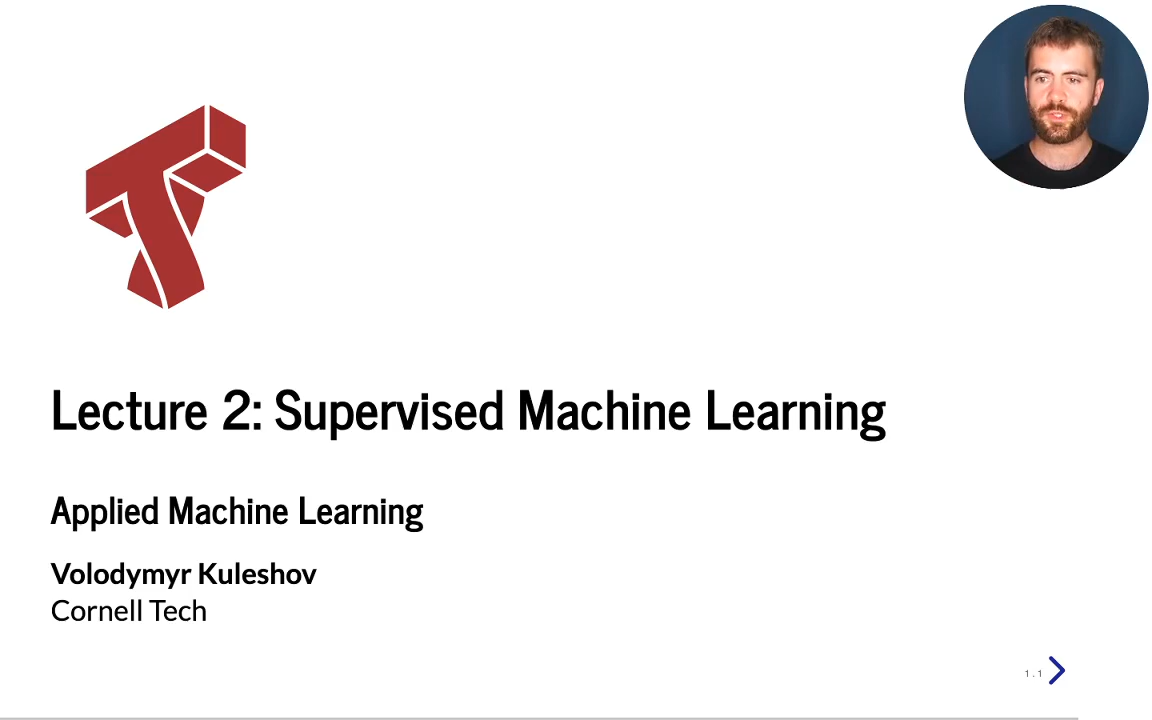 Lecture 2: Supervised Machine Learning
Applied Machine Learning
Volodymyr Kuleshov
Cornell Tech
1.1